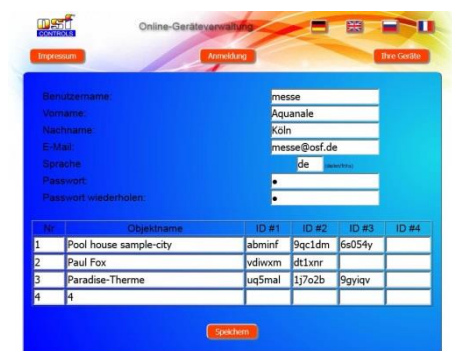 osf
CONTROLS
Online-Geräteverwaltung
Impressum
Anmeldung
Ihre Geräte
Benutzername: messe
Vorname: Aquanale
Nachname: Köln
E-Mail: messe@osf.de
Sprache de
Passwort: •
Passwort wiederholen: •
Nr Objektname ID #1 ID #2 ID #3 ID #4
1 Pool house sample-city abminf 9qc1dm 6s054y
2 Paul Fox vdiwxm dt1xnr
3 Paradise-Therme uq5mal 1j7o2b 9gyiqv
4 4
Speichern